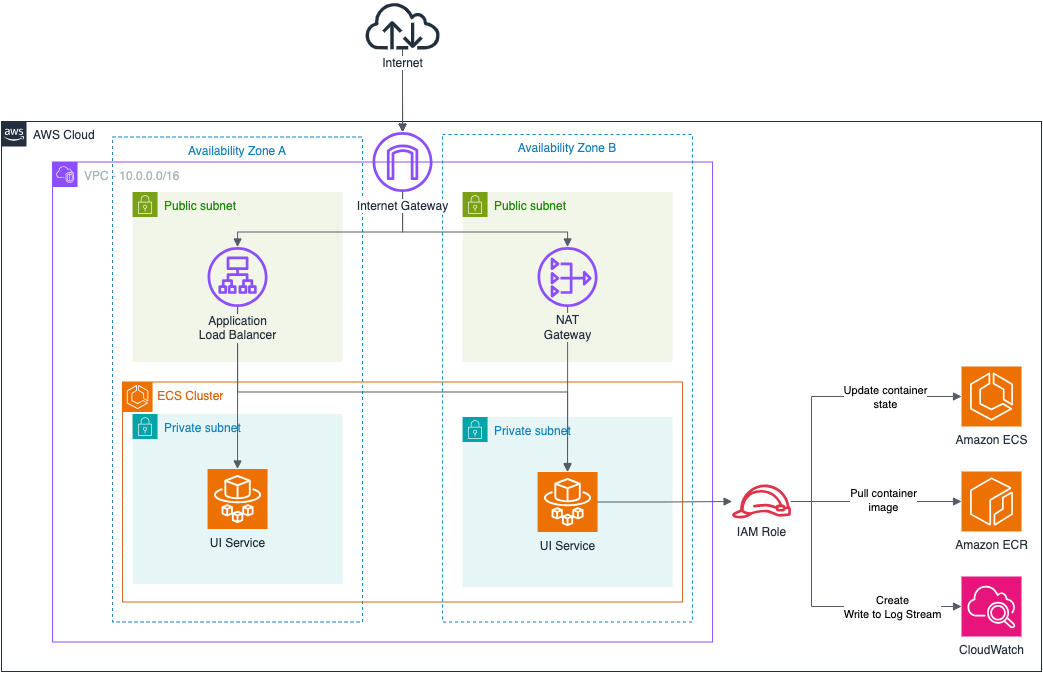 Internet
aws
AWS Cloud
Availability Zone A
Availability Zone B
VPC - 10.0.0.0/16
Public subnet
Internet Gateway
Public subnet
Application
Load Balancer
NAT
Gateway
ECS Cluster
Private subnet
Private subnet
UI Service
UI Service
IAM Role
Update container
state
Amazon ECS
Pull container
image
Amazon ECR
Create
Write to Log Stream
CloudWatch